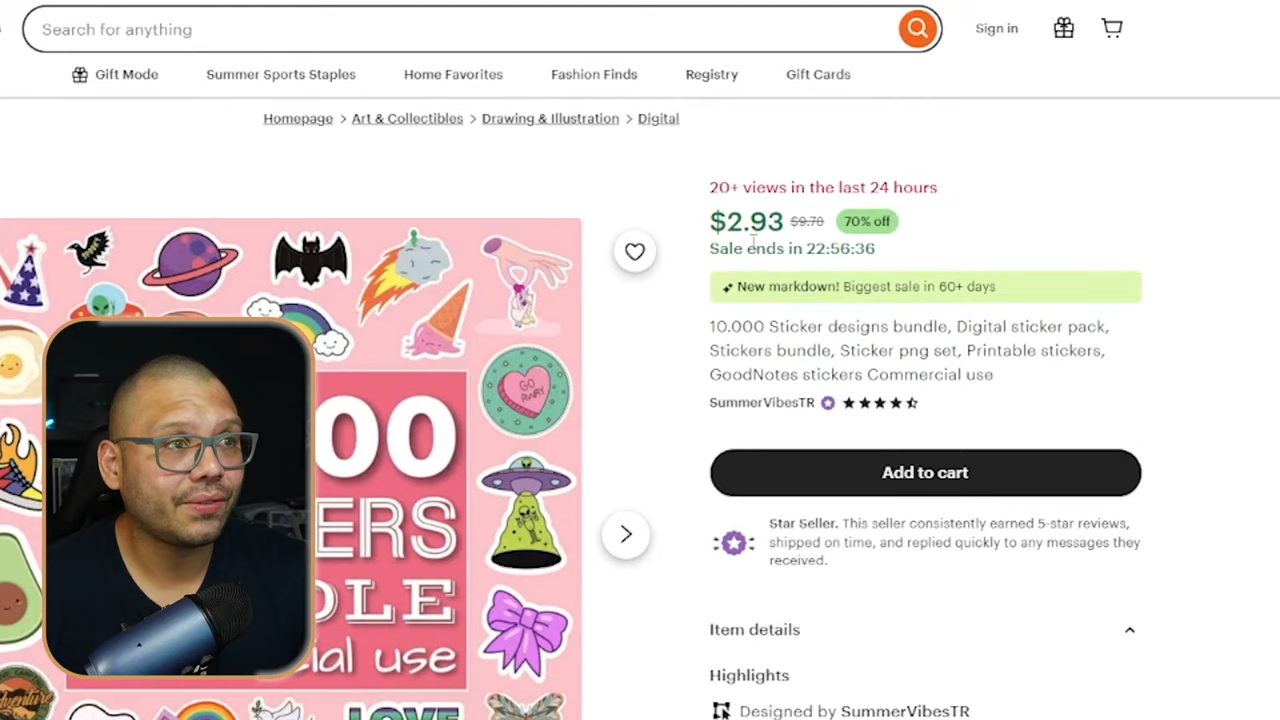 Search for anything
Sign in
Gift Mode
Summer Sports Staples
Home Favorites
Fashion Finds
Registry
Gift Cards
Homepage > Art & Collectibles > Drawing & Illustration > Digital
20+ views in the last 24 hours
$2.93 $9.78 70% off
Sale ends in 22:56:36
New markdown! Biggest sale in 60+ days
10.000 Sticker designs bundle, Digital sticker pack,
Stickers bundle, Sticker png set, Printable stickers,
GoodNotes stickers Commercial use
SummerVibesTR
Add to cart
Star Seller. This seller consistently earned 5-star reviews,
shipped on time, and replied quickly to any messages they
received.
Item details
Highlights
Designed by SummerVibesTR
GO
AWAY
00
ERS
DLE
ial use
LOVE